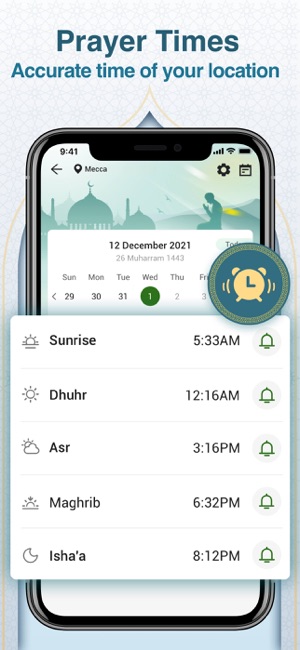 Prayer Times
Accurate time of your location
9:41
Mecca
12 December 2021
26 Muharram 1443
Sun Mon Tue Wed Thu Fri
29 30 31 1 2 3
Sunrise 5:33AM
Dhuhr 12:16AM
Asr 3:16PM
Maghrib 6:32PM
Isha'a 8:12PM